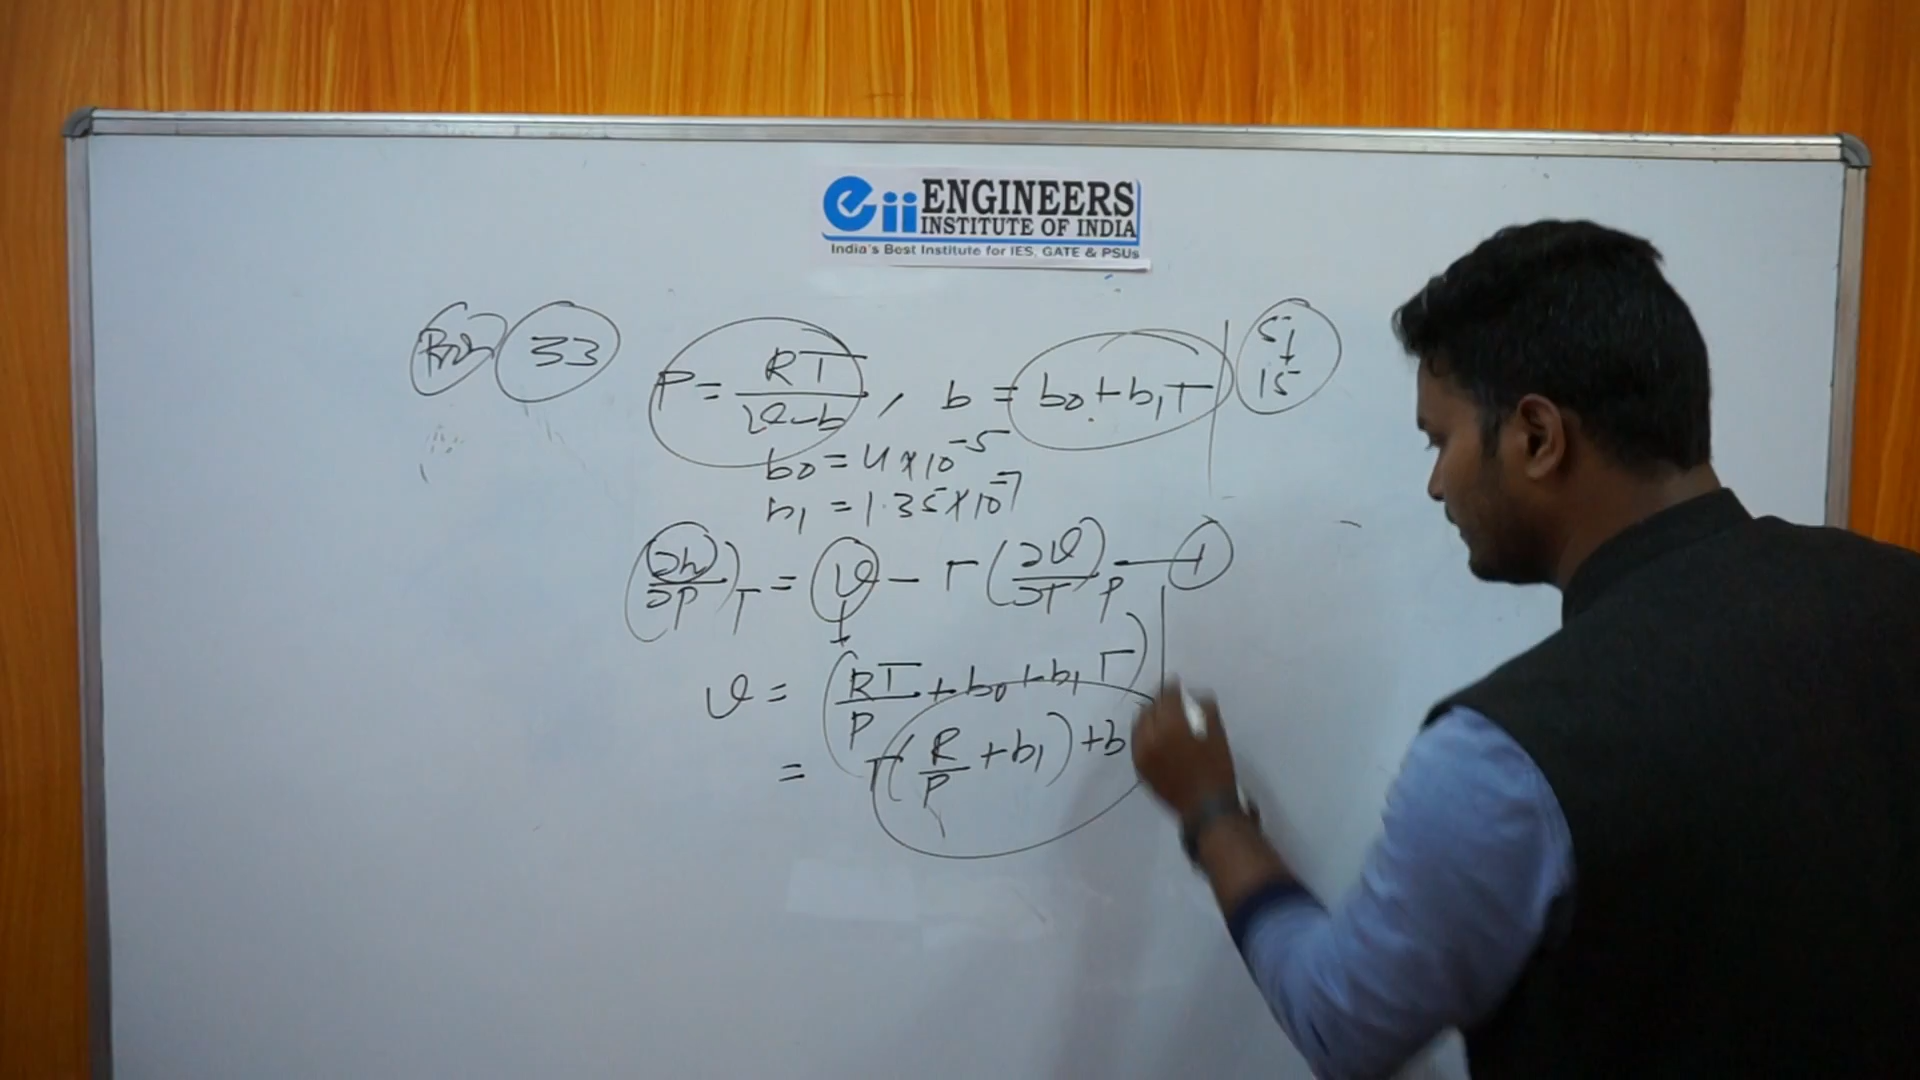 eii ENGINEERS
INSTITUTE OF INDIA
India's Best Institute for IES, GATE & PSUs
33
P = RT / (v - b) , b = b0 + b1T
5 +
15
b0 = 4 × 10^-5
b1 = 1.35 × 10^-7
(∂h/∂P)T = v - T (∂v/∂T)P — 1
v = (RT/P + b0 + b1T)
= T(R/P + b1) + b